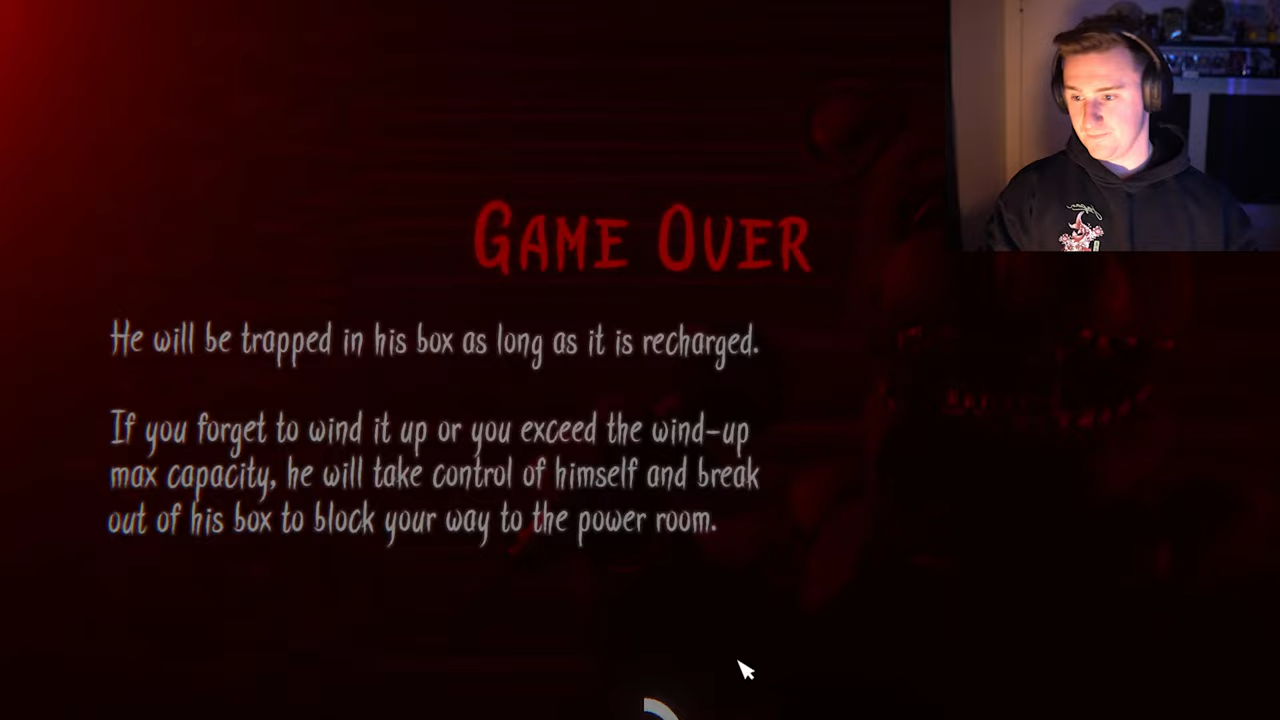 GAME OVER
He will be trapped in his box as long as it is recharged.
If you forget to wind it up or you exceed the wind-up
max capacity, he will take control of himself and break
out of his box to block your way to the power room.